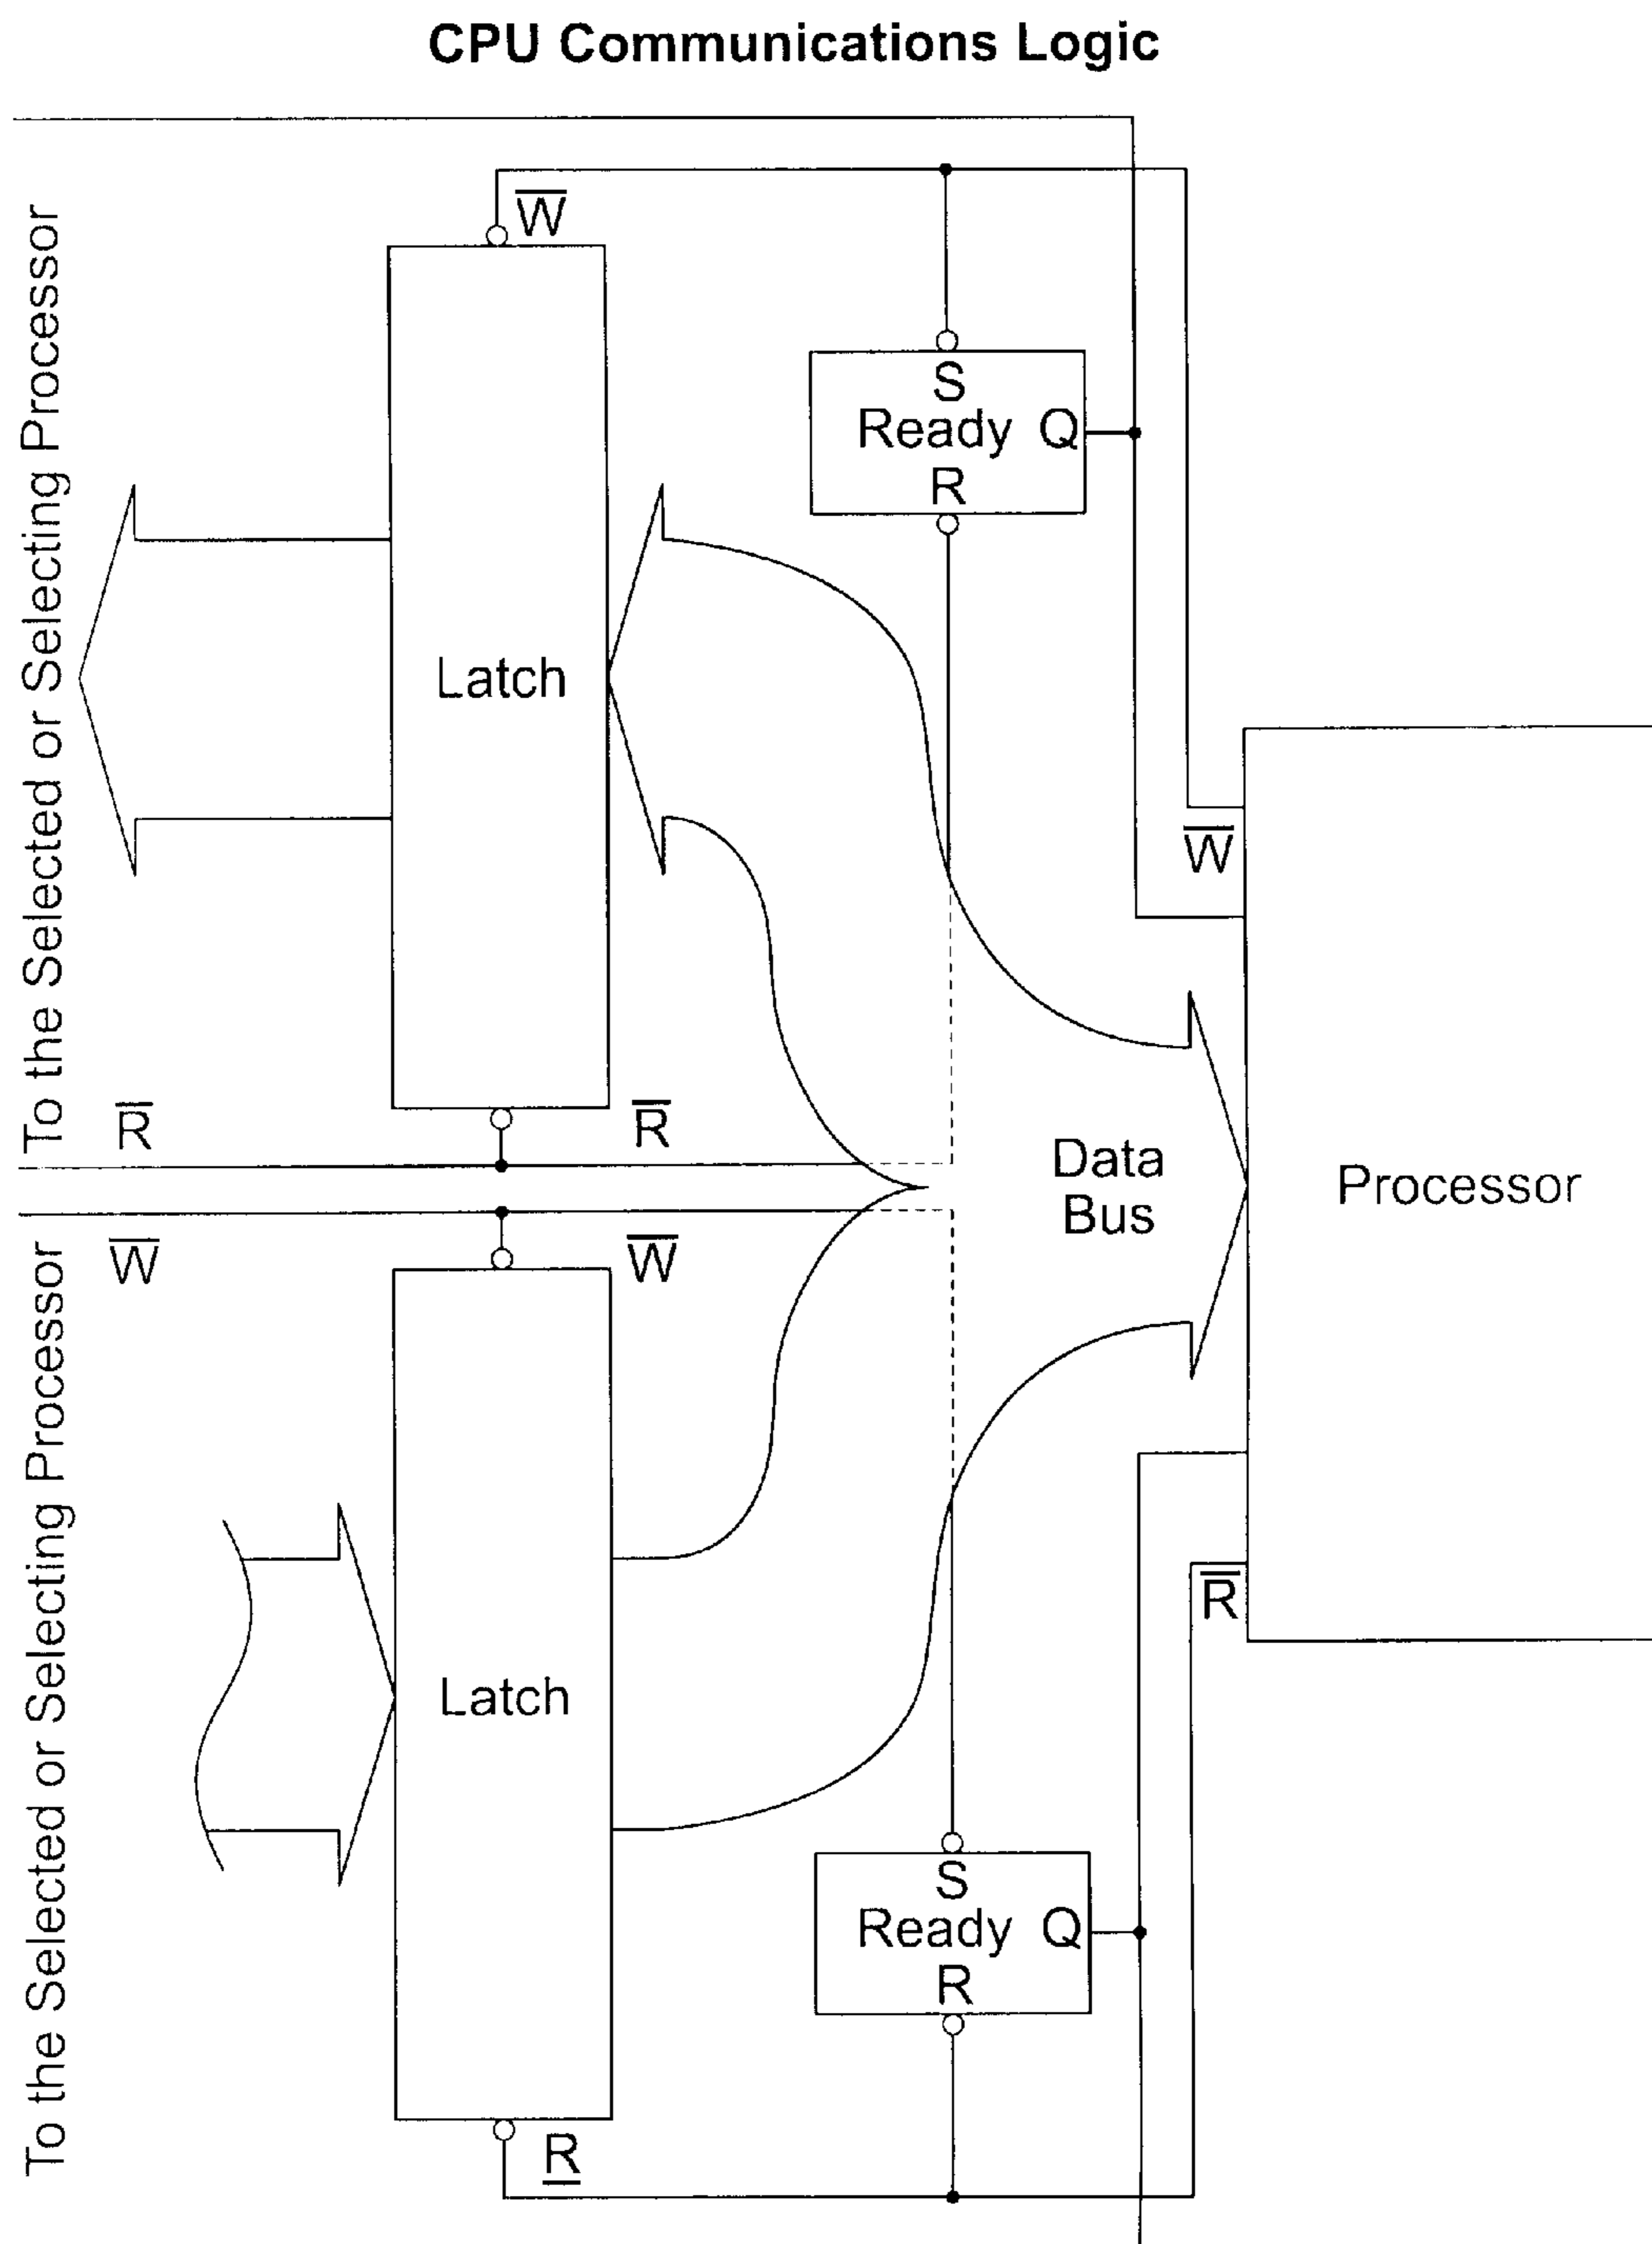 CPU Communications Logic
To the Selected or Selecting Processor
W̅
S
Ready Q
R
Latch
W̅
R̅
R̅
Data
Bus
Processor
W̅
W̅
To the Selected or Selecting Processor
R̅
Latch
S
Ready Q
R
R̲